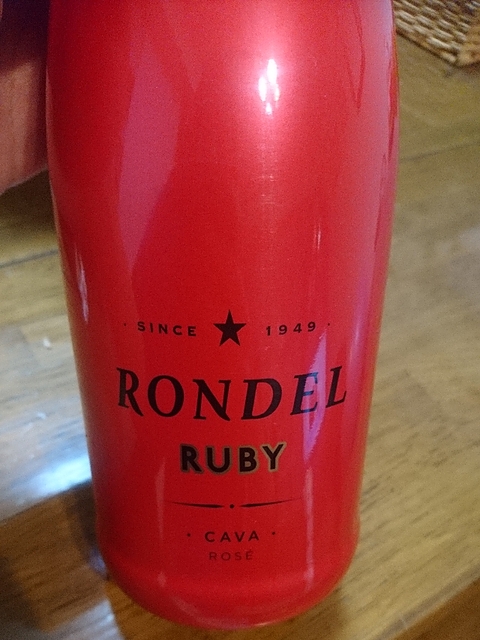 · SINCE ★ 1949 ·
RONDEL
RUBY
· CAVA ·
ROSÉ